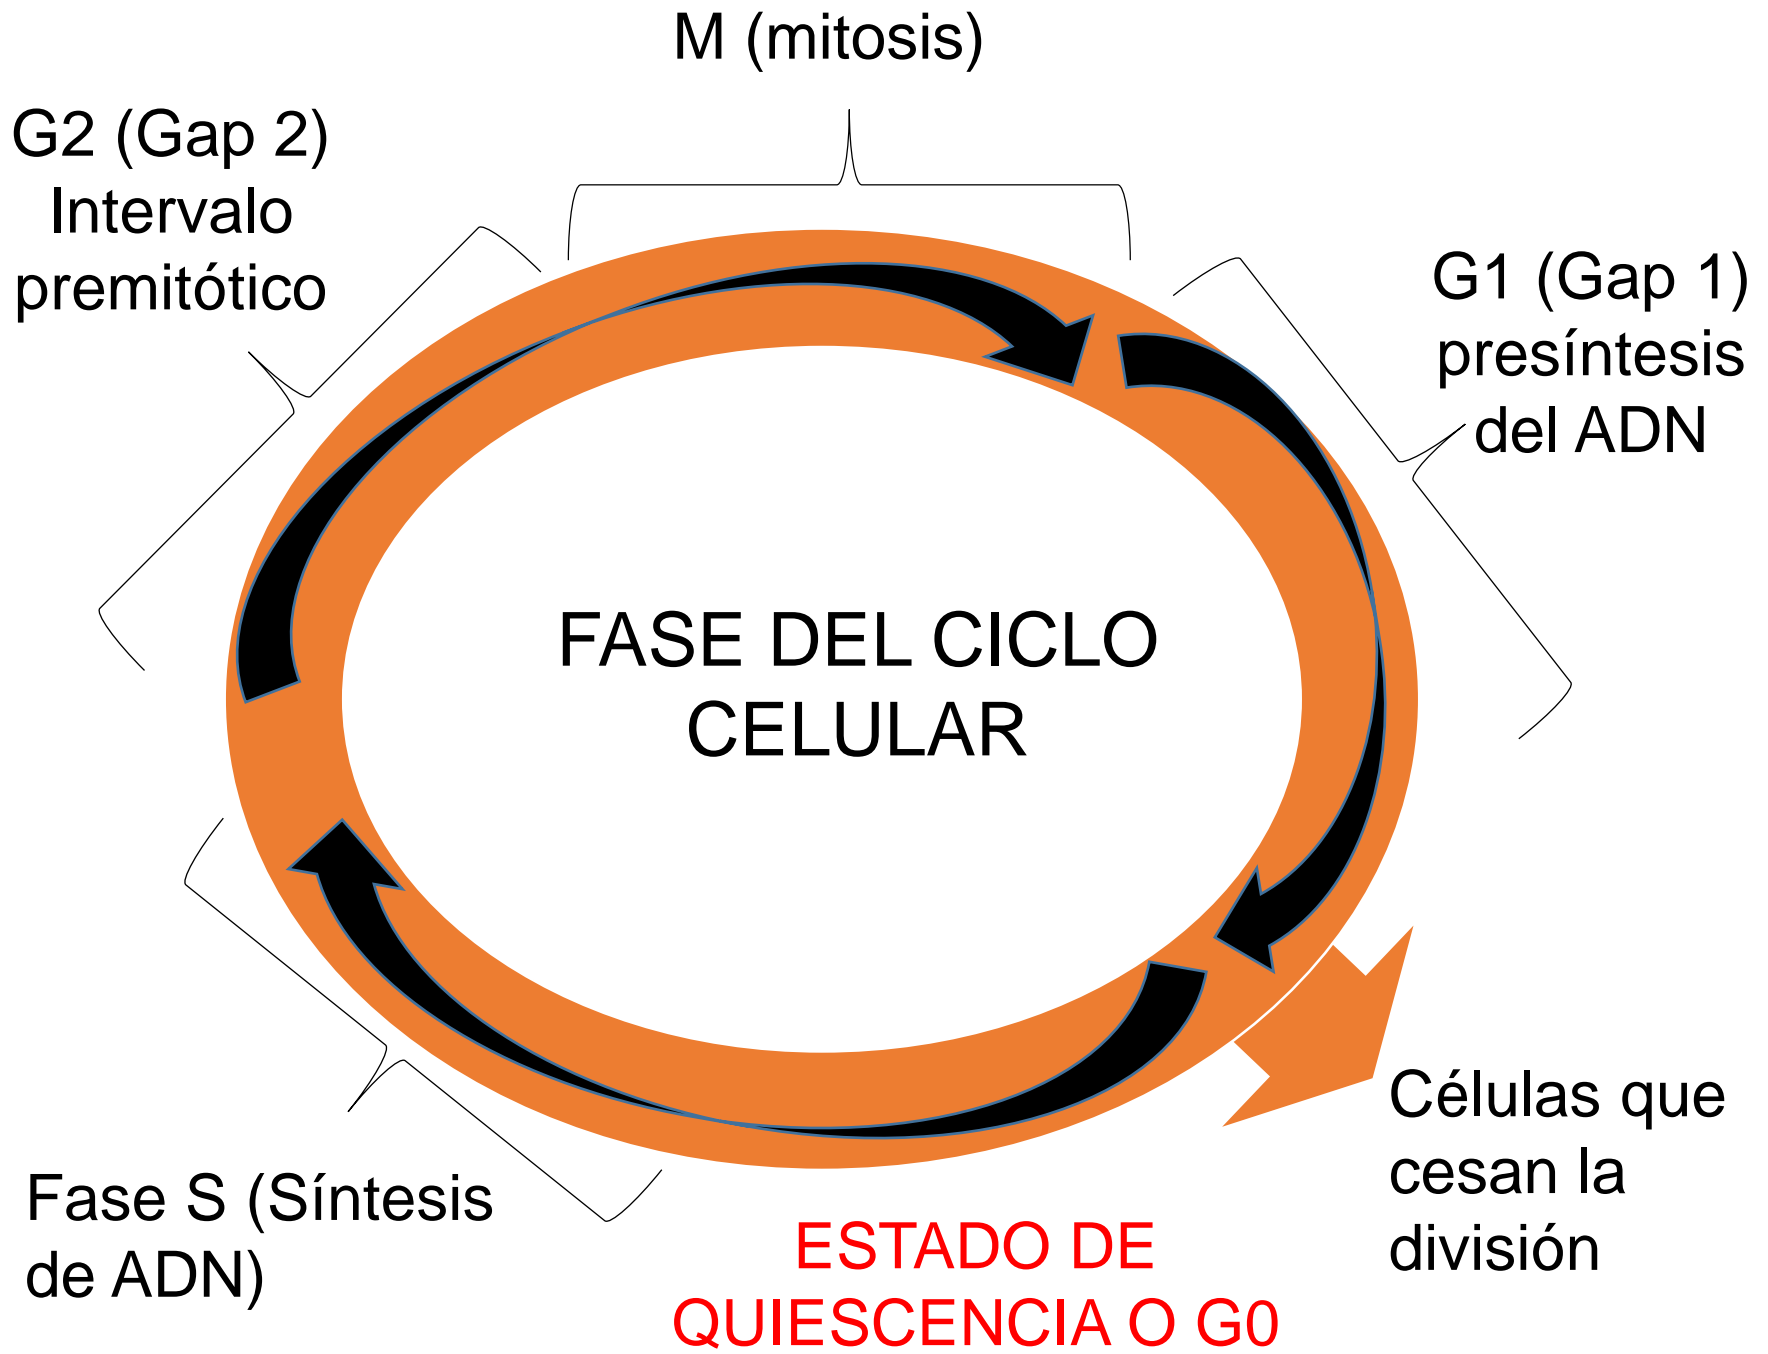 M (mitosis)
G2 (Gap 2)
Intervalo
premitótico
G1 (Gap 1)
presíntesis
del ADN
FASE DEL CICLO
CELULAR
Células que
cesan la
división
Fase S (Síntesis
de ADN)
ESTADO DE
QUIESCENCIA O G0